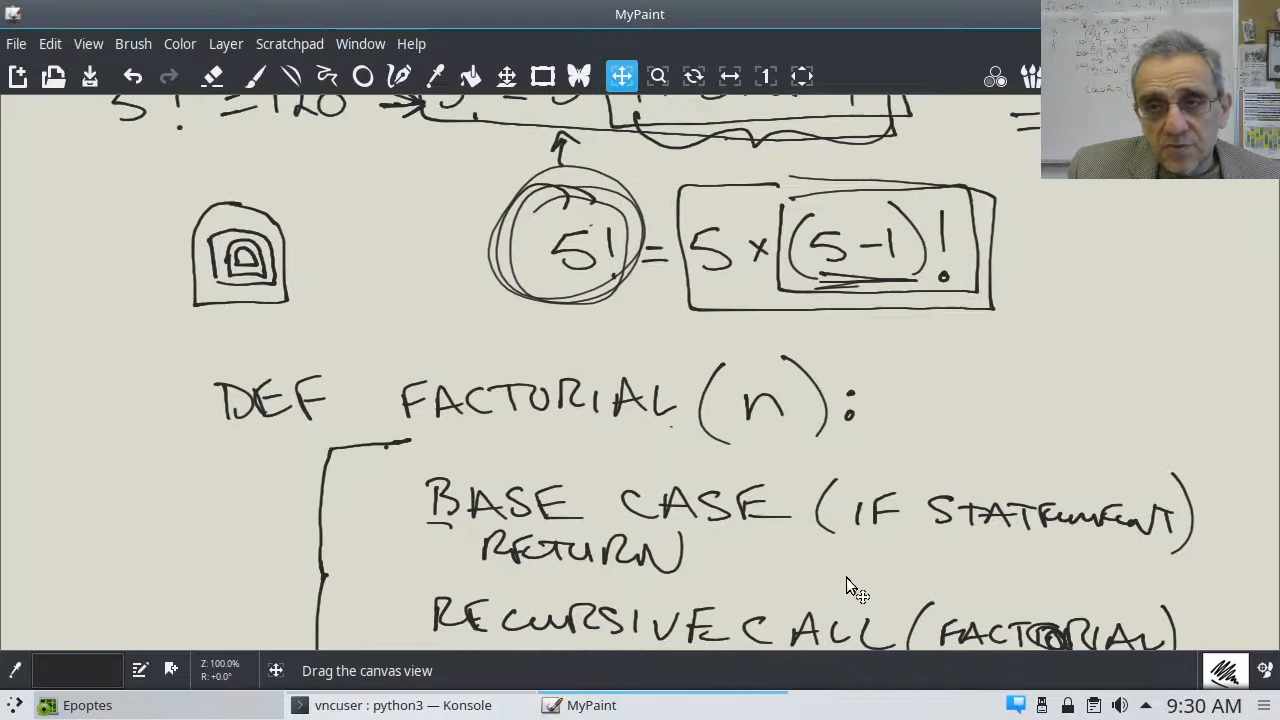 MyPaint
File Edit View Brush Color Layer Scratchpad Window Help
5! = 120
5! = 5 × (5-1)!
DEF FACTORIAL (n):
BASE CASE (IF STATEMENT)
RETURN
RECURSIVE CALL (FACTORIAL)
Z: 100.0%
R: +0.0°
Drag the canvas view
Epoptes
vncuser : python3 — Konsole
MyPaint
9:30 AM